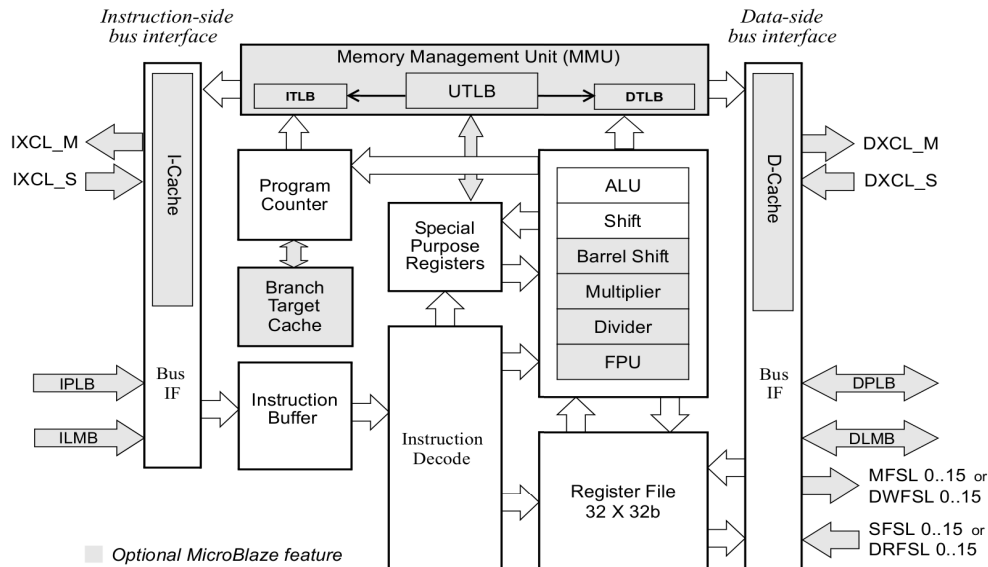 Instruction-side
bus interface
Data-side
bus interface
Memory Management Unit (MMU)
ITLB
UTLB
DTLB
IXCL_M
IXCL_S
I-Cache
Program
Counter
Special
Purpose
Registers
ALU
Shift
Barrel Shift
Multiplier
Divider
FPU
D-Cache
DXCL_M
DXCL_S
Branch
Target
Cache
IPLB
ILMB
Bus
IF
Instruction
Buffer
Instruction
Decode
Register File
32 X 32b
Bus
IF
DPLB
DLMB
MFSL 0..15 or
DWFSL 0..15
SFSL 0..15 or
DRFSL 0..15
Optional MicroBlaze feature